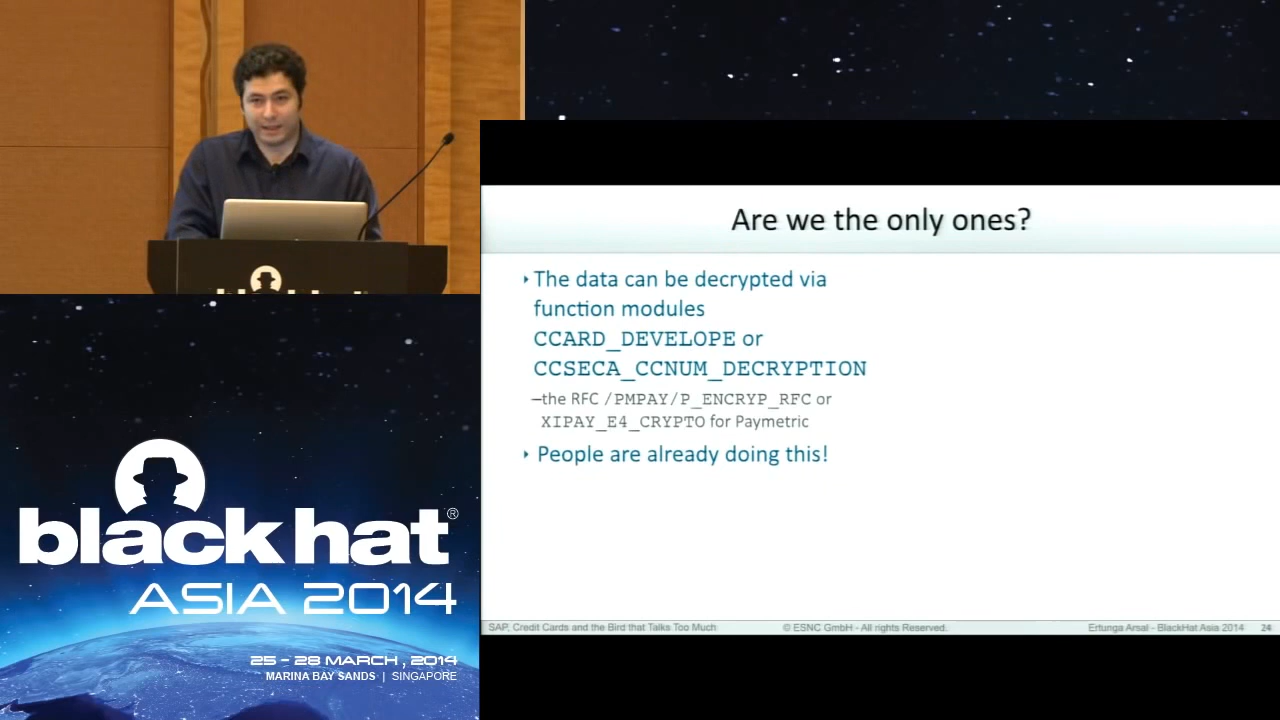 Are we the only ones?
‣ The data can be decrypted via
function modules
CCARD_DEVELOPE or
CCSECA_CCNUM_DECRYPTION
–the RFC /PMPAY/P_ENCRYP_RFC or
XIPAY_E4_CRYPTO for Paymetric
‣ People are already doing this!
SAP, Credit Cards and the Bird that Talks Too Much
© ESNC GmbH - All rights Reserved.
Ertunga Arsal - BlackHat Asia 2014 24
black hat
black hat®
ASIA 2014
25 - 28 MARCH , 2014
MARINA BAY SANDS | SINGAPORE